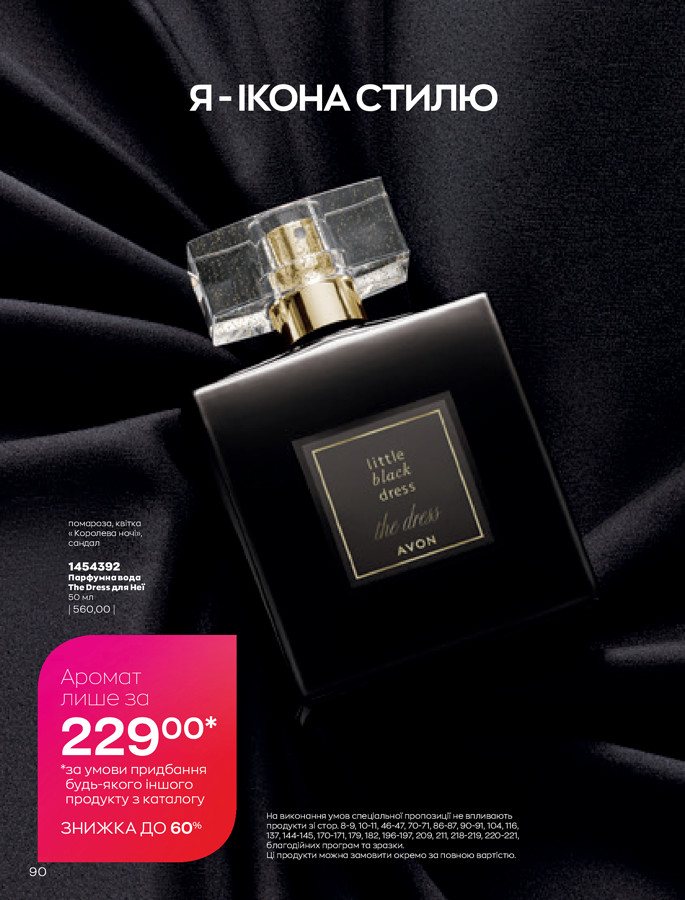 Я - ІКОНА СТИЛЮ
little
black
dress
the dress
AVON
помароза, квітка
« Королева ночі»,
сандал
1454392
Парфумна вода
The Dress для Неї
50 мл
| 560,00 |
Аромат
лише за
229⁰⁰*
*за умови придбання
будь-якого іншого
продукту з каталогу
ЗНИЖКА ДО 60%
На виконання умов спеціальної пропозиції не впливають
продукти зі стор. 8-9, 10-11, 46-47, 70-71, 86-87, 90-91, 104, 116,
137, 144-145, 170-171, 179, 182, 196-197, 209, 211, 218-219, 220-221,
благодійних програм та зразки.
Ці продукти можна замовити окремо за повною вартістю.
90